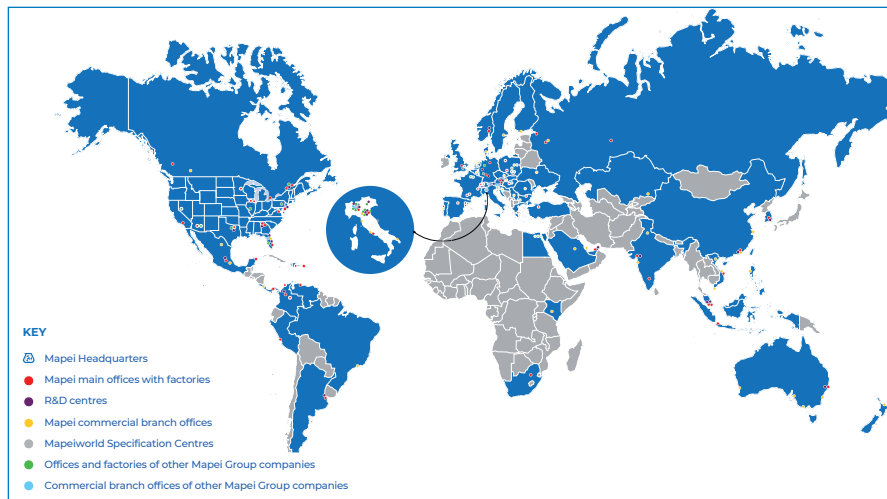 KEY
Mapei Headquarters
Mapei main offices with factories
R&D centres
Mapei commercial branch offices
Mapeiworld Specification Centres
Offices and factories of other Mapei Group companies
Commercial branch offices of other Mapei Group companies